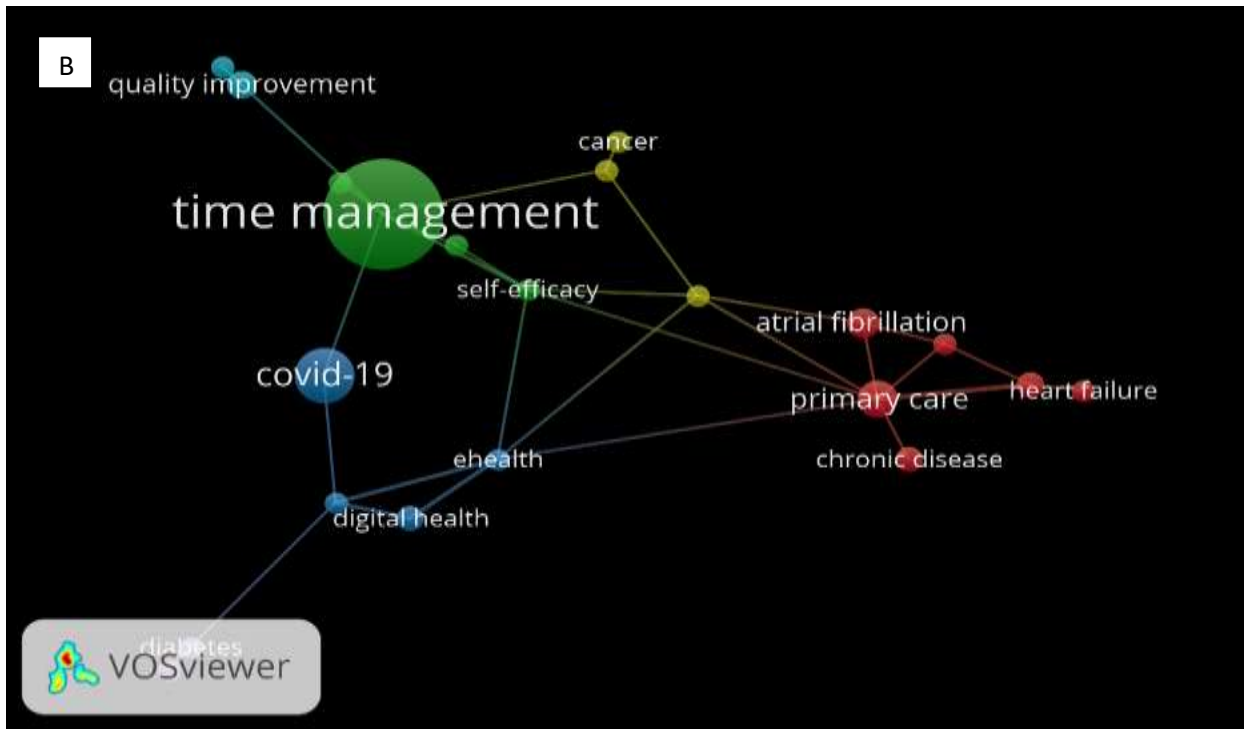 B
quality improvement
cancer
time management
self-efficacy
atrial fibrillation
covid-19
primary care
heart failure
ehealth
chronic disease
digital health
diabetes
VOSviewer